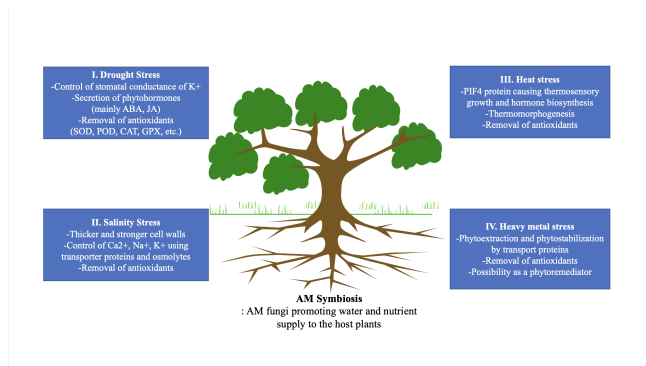 I. Drought Stress
-Control of stomatal conductance of K+
-Secretion of phytohormones
(mainly ABA, JA)
-Removal of antioxidants
(SOD, POD, CAT, GPX, etc.)
II. Salinity Stress
-Thicker and stronger cell walls
-Control of Ca2+, Na+, K+ using
transporter proteins and osmolytes
-Removal of antioxidants
III. Heat stress
-PIF4 protein causing thermosensory
growth and hormone biosynthesis
-Thermomorphogenesis
-Removal of antioxidants
IV. Heavy metal stress
-Phytoextraction and phytostabilization
by transport proteins
-Removal of antioxidants
-Possibility as a phytoremediator
AM Symbiosis
: AM fungi promoting water and nutrient
supply to the host plants